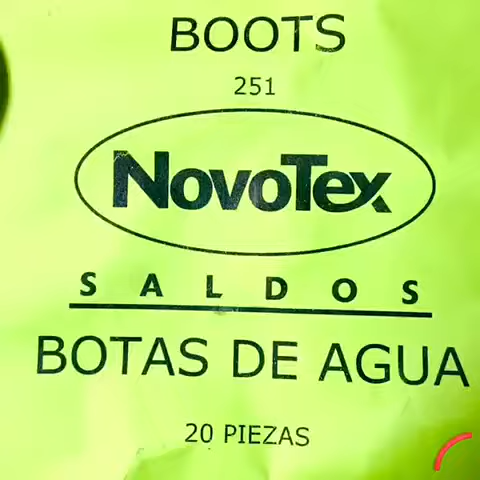 BOOTS
251
NOVOTEX
SALDOS
BOTAS DE AGUA
20 PIEZAS